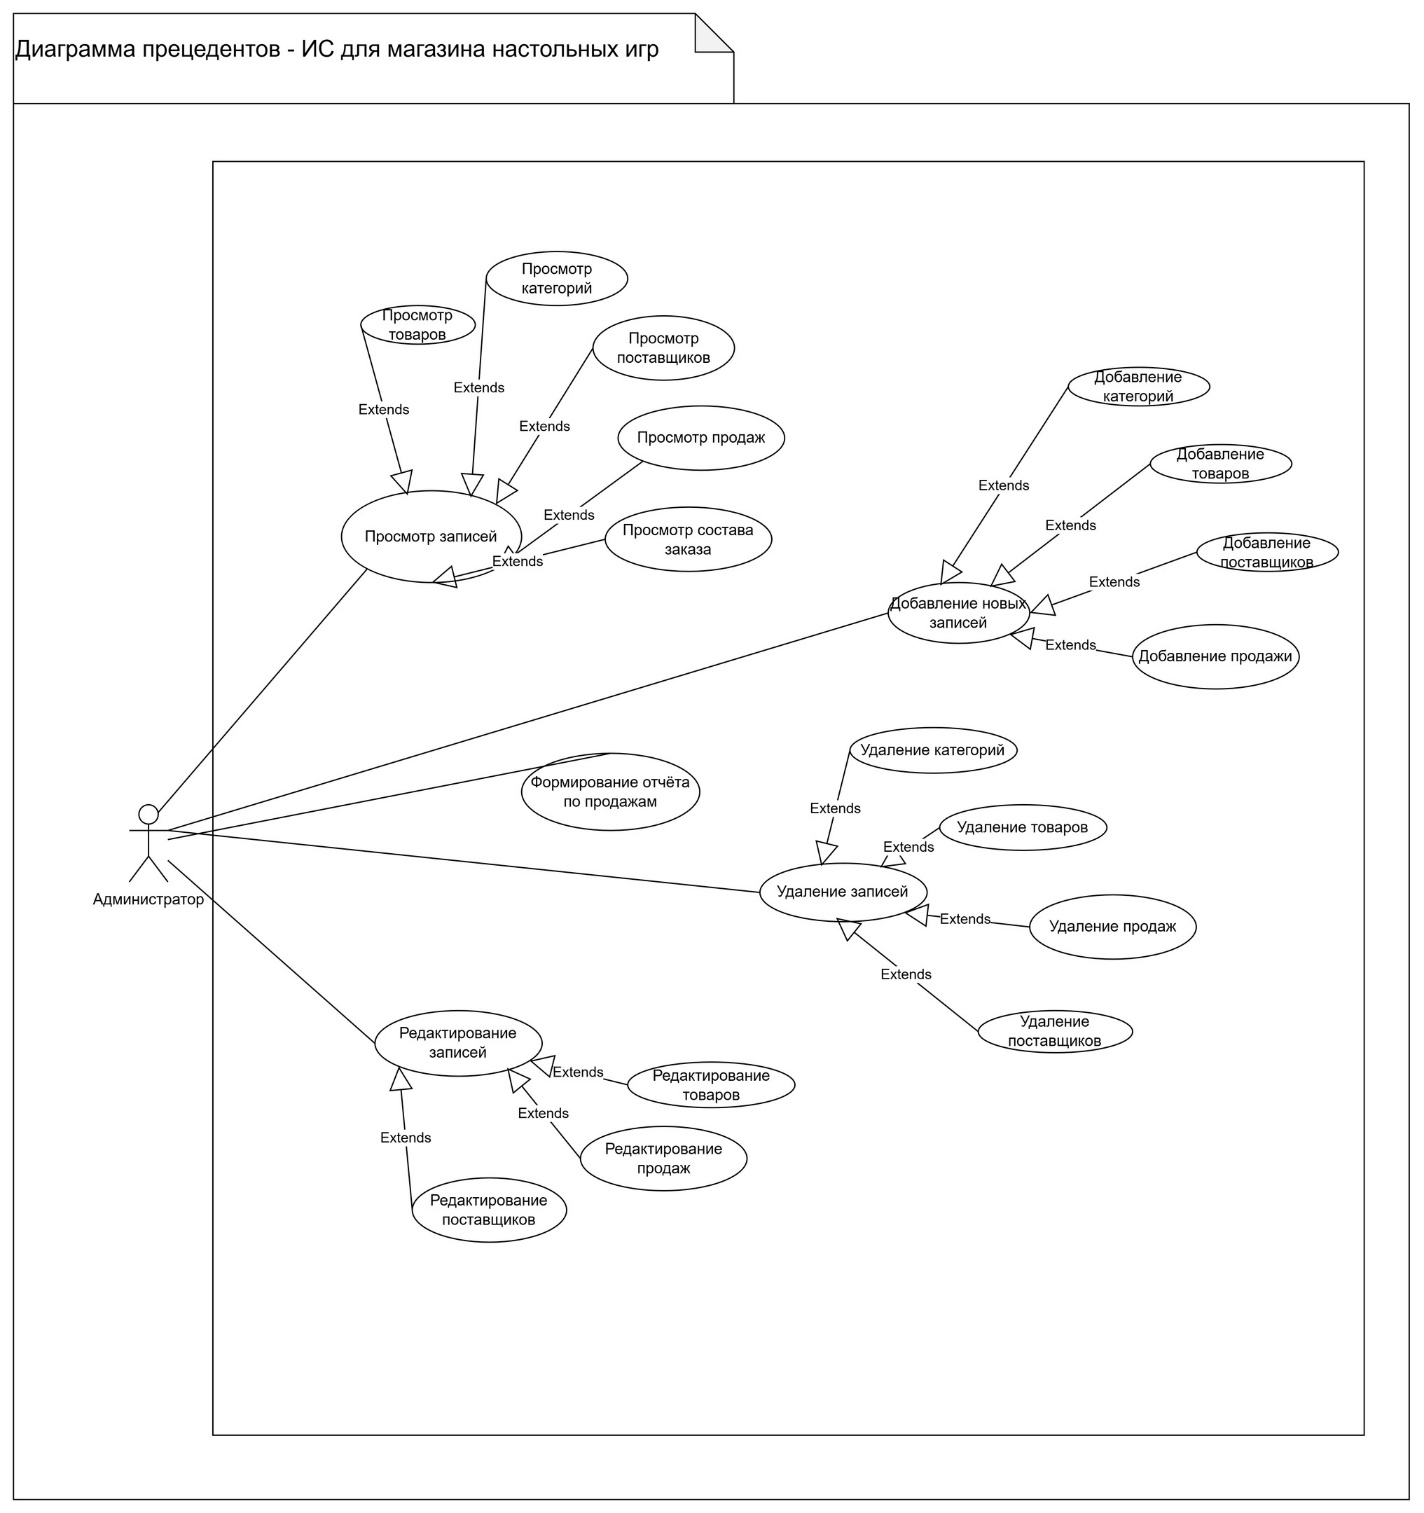 Диаграмма прецедентов - ИС для магазина настольных игр
Просмотр
категорий
Просмотр
товаров
Просмотр
поставщиков
Extends
Extends
Extends
Просмотр продаж
Extends
Просмотр состава
заказа
Extends
Просмотр записей
Добавление
категорий
Добавление
товаров
Extends
Extends
Добавление
поставщиков
Extends
Добавление новых
записей
Extends
Добавление продажи
Формирование отчёта
по продажам
Удаление категорий
Extends
Удаление товаров
Extends
Удаление записей
Extends
Удаление продаж
Extends
Удаление
поставщиков
Администратор
Редактирование
записей
Extends
Редактирование
товаров
Extends
Редактирование
продаж
Extends
Редактирование
поставщиков